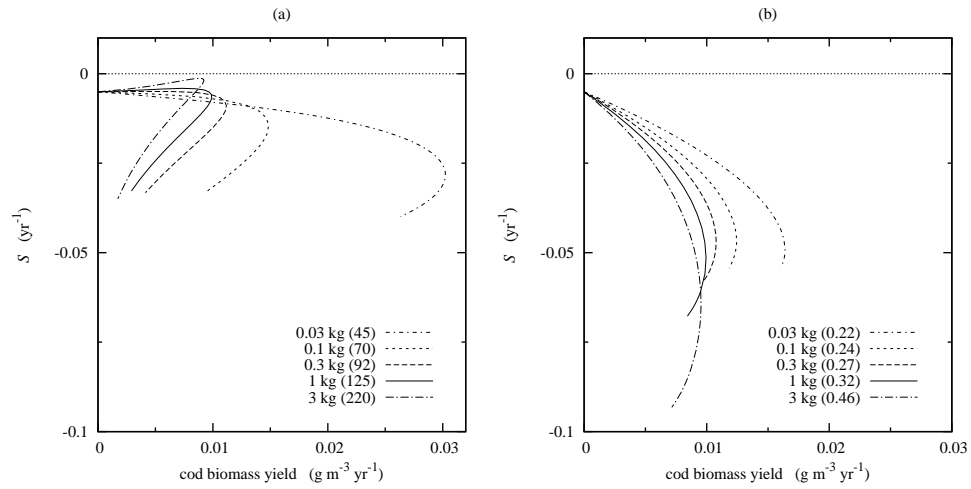 (a)
0
-0.05
-0.1
S (yr-1)
0.03 kg (45)
0.1 kg (70)
0.3 kg (92)
1 kg (125)
3 kg (220)
0 0.01 0.02 0.03
cod biomass yield (g m-3 yr-1)
(b)
0
-0.05
-0.1
S (yr-1)
0.03 kg (0.22)
0.1 kg (0.24)
0.3 kg (0.27)
1 kg (0.32)
3 kg (0.46)
0 0.01 0.02 0.03
cod biomass yield (g m-3 yr-1)